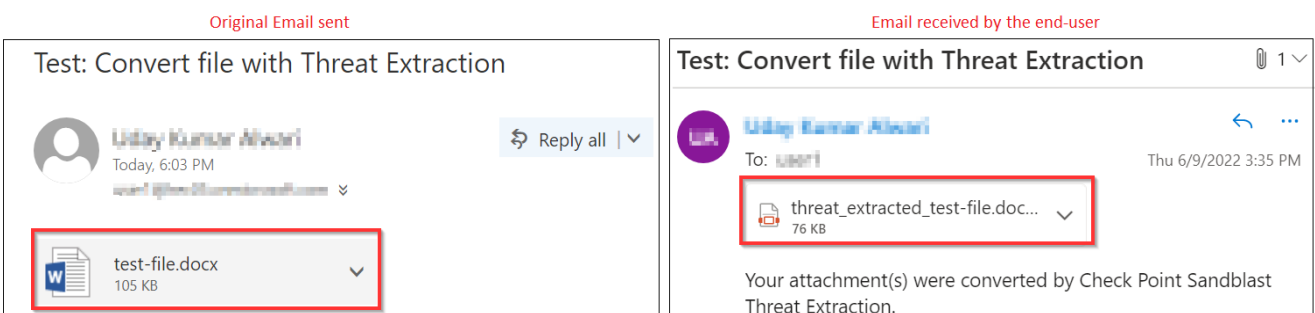 Original Email sent
Test: Convert file with Threat Extraction
Today, 6:03 PM
Reply all
test-file.docx
105 KB
Email received by the end-user
Test: Convert file with Threat Extraction
1
To:
Thu 6/9/2022 3:35 PM
threat_extracted_test-file.doc...
76 KB
Your attachment(s) were converted by Check Point Sandblast
Threat Extraction.